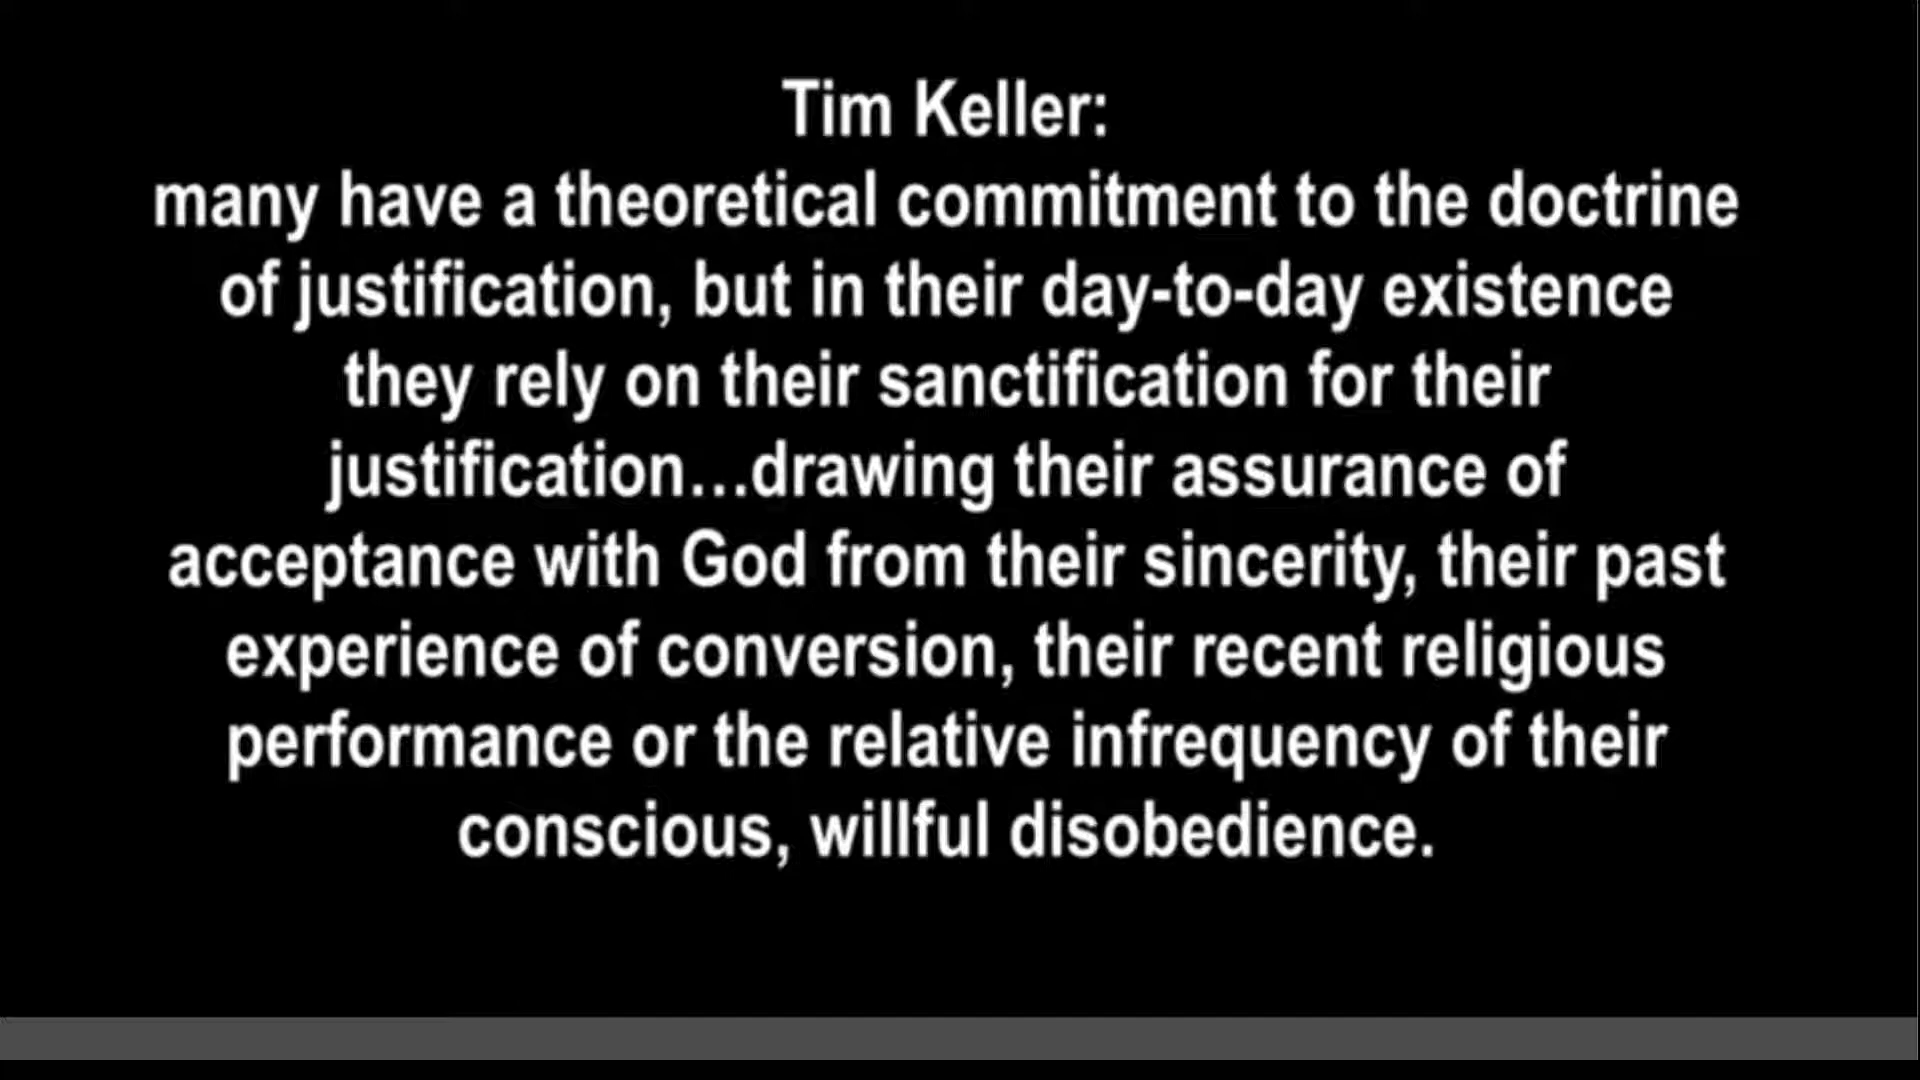 Tim Keller:
many have a theoretical commitment to the doctrine
of justification, but in their day-to-day existence
they rely on their sanctification for their
justification…drawing their assurance of
acceptance with God from their sincerity, their past
experience of conversion, their recent religious
performance or the relative infrequency of their
conscious, willful disobedience.